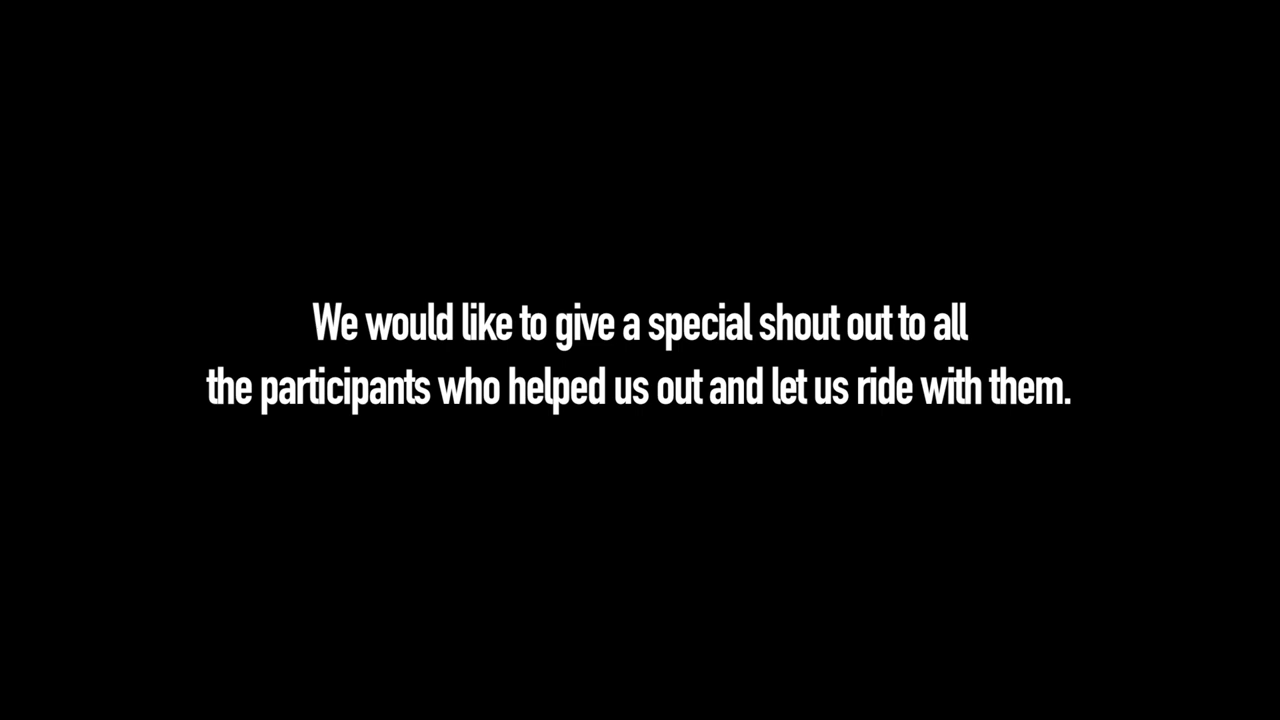 We would like to give a special shout out to all
the participants who helped us out and let us ride with them.